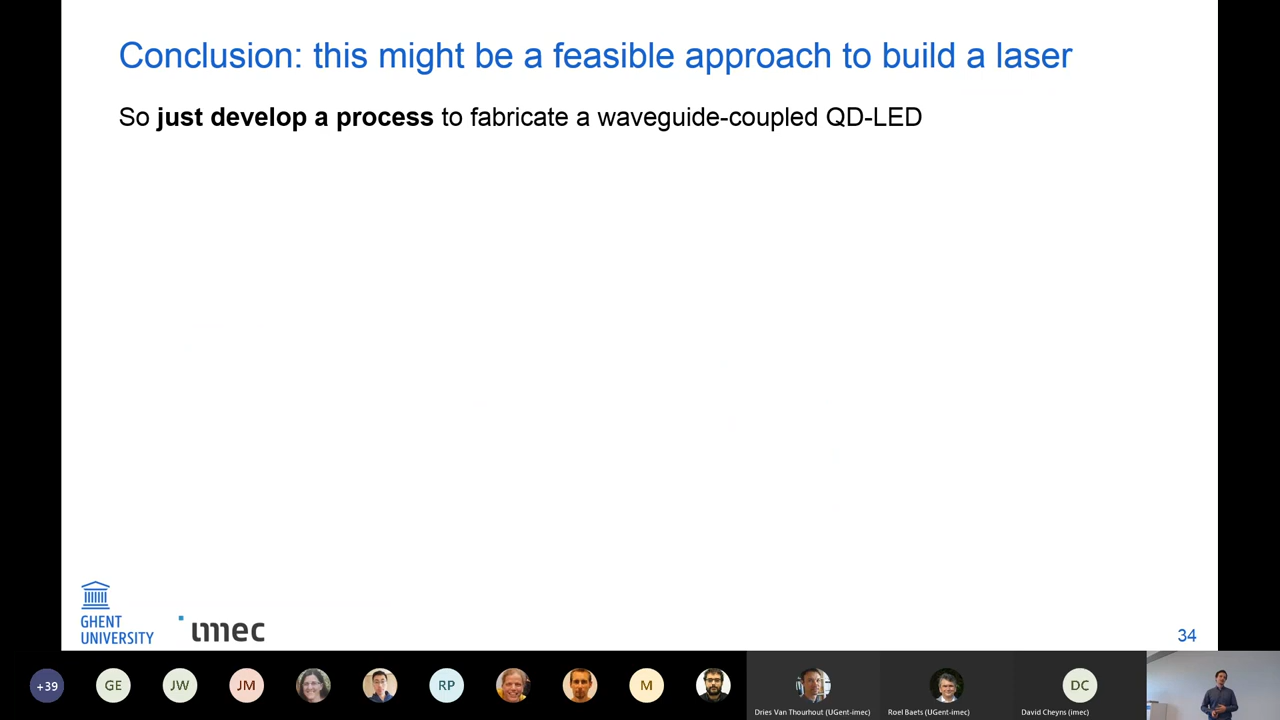 Conclusion: this might be a feasible approach to build a laser
So just develop a process to fabricate a waveguide-coupled QD-LED
GHENT
UNIVERSITY
imec
34
+39
GE
JW
JM
RP
M
DC
Dries Van Thourhout (UGent-imec)
Roel Baets (UGent-imec)
David Cheyns (imec)